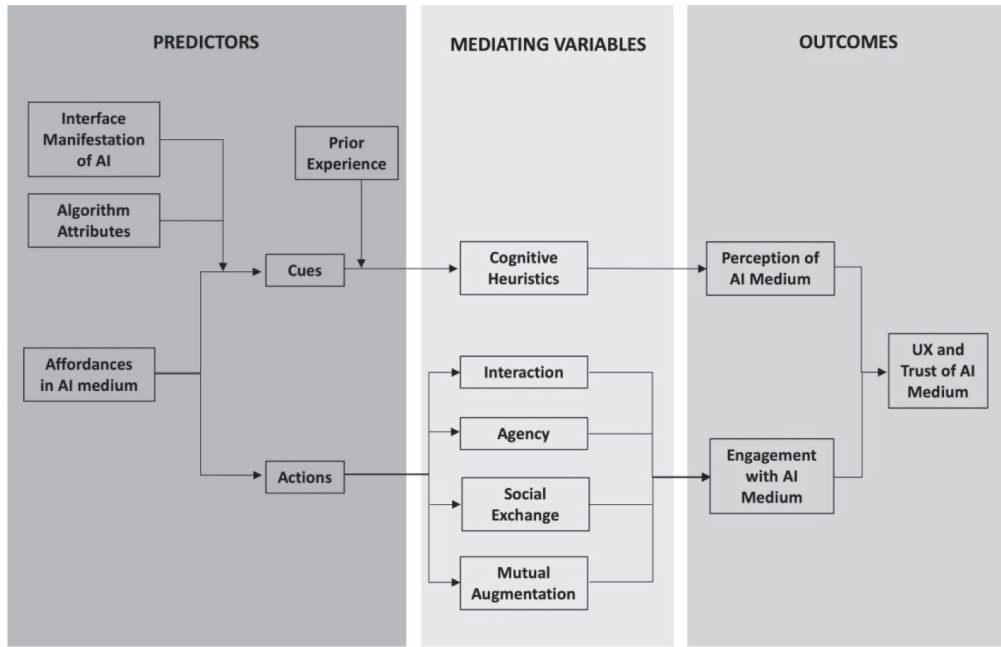 PREDICTORS
MEDIATING VARIABLES
OUTCOMES
Interface
Manifestation
of AI
Prior
Experience
Algorithm
Attributes
Cues
Cognitive
Heuristics
Perception of
AI Medium
Affordances
in AI medium
Interaction
UX and
Trust of AI
Medium
Agency
Actions
Engagement
with AI
Medium
Social
Exchange
Mutual
Augmentation